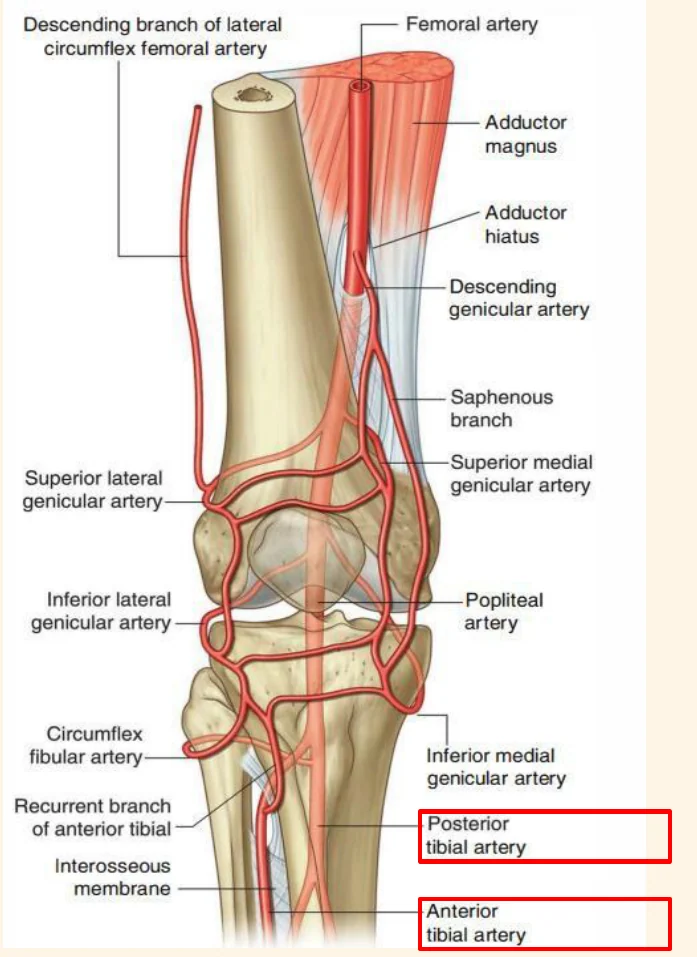 Descending branch of lateral
circumflex femoral artery
Femoral artery
Adductor
magnus
Adductor
hiatus
Descending
genicular artery
Saphenous
branch
Superior medial
genicular artery
Superior lateral
genicular artery
Inferior lateral
genicular artery
Popliteal
artery
Circumflex
fibular artery
Inferior medial
genicular artery
Recurrent branch
of anterior tibial
Posterior
tibial artery
Interosseous
membrane
Anterior
tibial artery